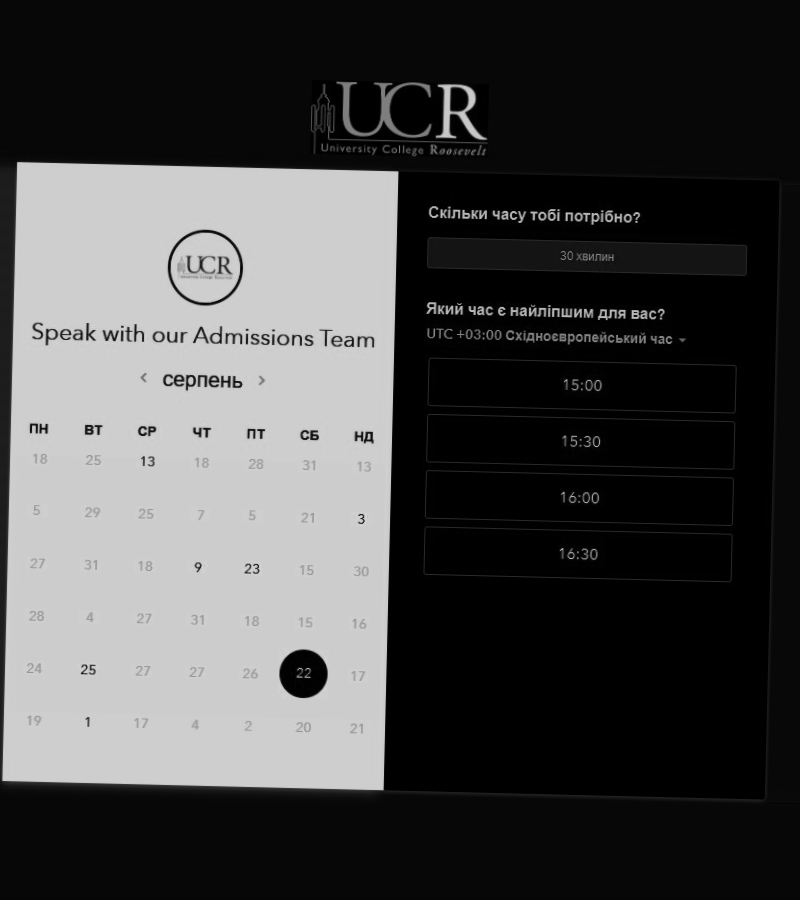 UCR
University College Roosevelt
UCR
Speak with our Admissions Team
< серпень >
ПН ВТ СР ЧТ ПТ СБ НД
18 25 13 18 28 31 13
5 29 25 7 5 21 3
27 31 18 9 23 15 30
28 4 27 31 18 15 16
24 25 27 27 26 22 17
19 1 17 4 2 20 21
Скільки часу тобі потрібно?
30 хвилин
Який час є найліпшим для вас?
UTC +03:00 Східноєвропейський час
15:00
15:30
16:00
16:30